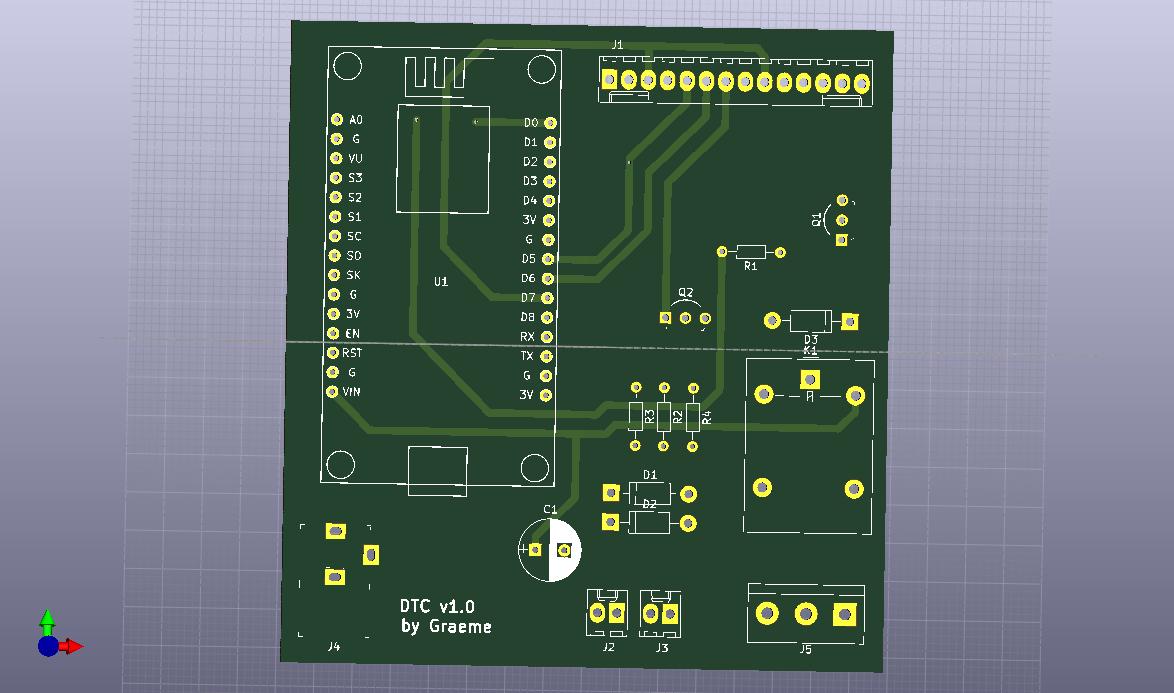 J1
A0
G
VU
S3
S2
S1
SC
SO
SK
G
3V
EN
RST
G
VIN
D0
D1
D2
D3
D4
3V
G
D5
D6
D7
D8
RX
TX
G
3V
U1
Q1
R1
Q2
D3
K1
R3
R2
R4
D1
D2
C1
+
DTC v1.0
by Graeme
J4
J2
J3
J5